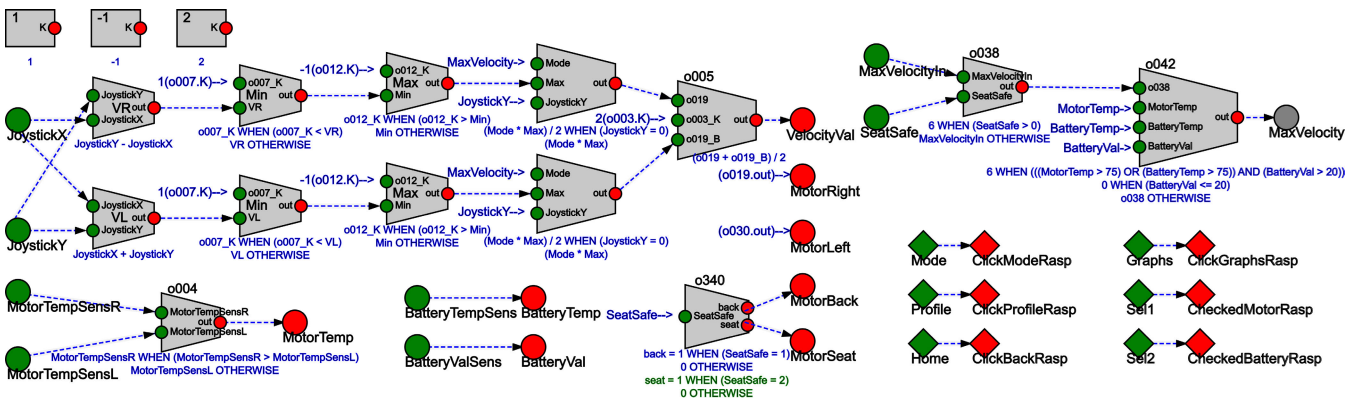 1
K
1
-1
K
-1
2
K
2
JoystickX
JoystickY
JoystickY
VR out
JoystickX
JoystickY - JoystickX
1(o007.K)-->
o007_K
Min out
VR
o007_K WHEN (o007_K < VR)
VR OTHERWISE
-1(o012.K)-->
o012_K
Max out
Min
o012_K WHEN (o012_K > Min)
Min OTHERWISE
MaxVelocity->
JoystickY-->
Mode
Max out
JoystickY
(Mode * Max) / 2 WHEN (JoystickY = 0)
(Mode * Max)
JoystickX
VL out
JoystickY
JoystickX + JoystickY
1(o007.K)-->
o007_K
Min out
VL
o007_K WHEN (o007_K < VL)
VL OTHERWISE
-1(o012.K)-->
o012_K
Max out
Min
o012_K WHEN (o012_K > Min)
Min OTHERWISE
MaxVelocity->
JoystickY-->
Mode
Max out
JoystickY
(Mode * Max) / 2 WHEN (JoystickY = 0)
(Mode * Max)
o005
2(o003.K)-->
o019
o003_K out
o019_B
(o019 + o019_B) / 2
VelocityVal
(o019.out)-->
MotorRight
(o030.out)-->
MotorLeft
MaxVelocityIn
SeatSafe
o038
MaxVelocityIn
out
SeatSafe
6 WHEN (SeatSafe > 0)
MaxVelocityIn OTHERWISE
o042
MotorTemp->
BatteryTemp->
BatteryVal->
o038
MotorTemp
out
BatteryTemp
BatteryVal
MaxVelocity
6 WHEN (((MotorTemp > 75) OR (BatteryTemp > 75)) AND (BatteryVal > 20))
0 WHEN (BatteryVal <= 20)
o038 OTHERWISE
MotorTempSensR
MotorTempSensL
o004
MotorTempSensR
out
MotorTempSensL
MotorTemp
MotorTempSensR WHEN (MotorTempSensR > MotorTempSensL)
MotorTempSensL OTHERWISE
BatteryTempSens
BatteryTemp
BatteryValSens
BatteryVal
o340
SeatSafe->
back
SeatSafe
seat
MotorBack
MotorSeat
back = 1 WHEN (SeatSafe = 1)
0 OTHERWISE
seat = 1 WHEN (SeatSafe = 2)
0 OTHERWISE
Mode
ClickModeRasp
Graphs
ClickGraphsRasp
Profile
ClickProfileRasp
Sel1
CheckedMotorRasp
Home
ClickBackRasp
Sel2
CheckedBatteryRasp